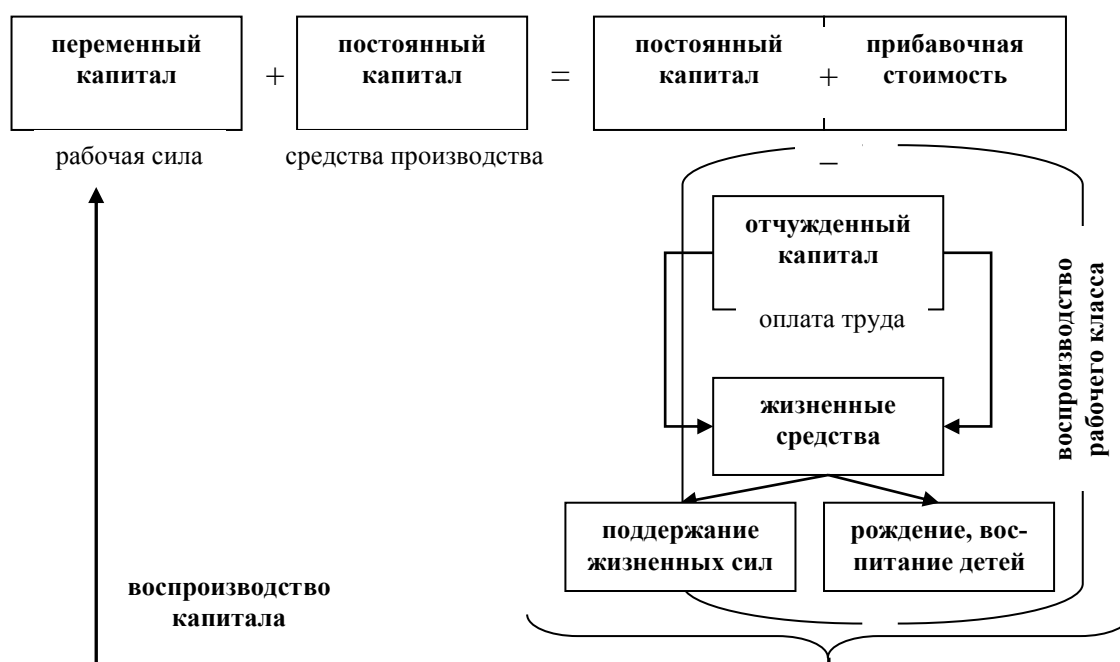 переменный
капитал
+
постоянный
капитал
=
постоянный
капитал
+
прибавочная
стоимость
рабочая сила
средства производства
–
отчужденный
капитал
оплата труда
жизненные
средства
воспроизводство
рабочего класса
поддержание
жизненных сил
рождение, вос-
питание детей
воспроизводство
капитала